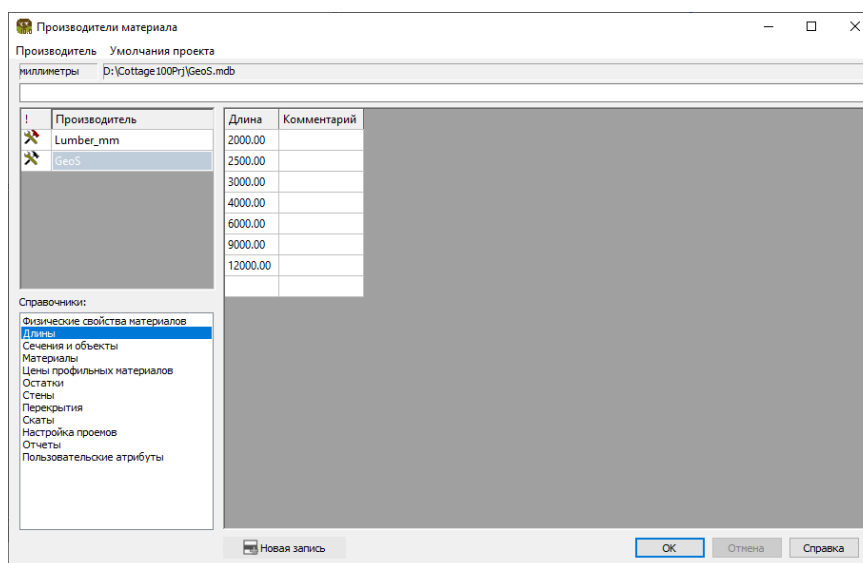 Производители материала
Производитель Умолчания проекта
миллиметры D:\Cottage100Prj\GeoS.mdb
! Производитель
Lumber_mm
GeoS
Длина Комментарий
2000.00
2500.00
3000.00
4000.00
6000.00
9000.00
12000.00
Справочники:
Физические свойства материалов
Длины
Сечения и объекты
Материалы
Цены профильных материалов
Остатки
Стены
Перекрытия
Скаты
Настройка проемов
Отчеты
Пользовательские атрибуты
Новая запись OK Отмена Справка